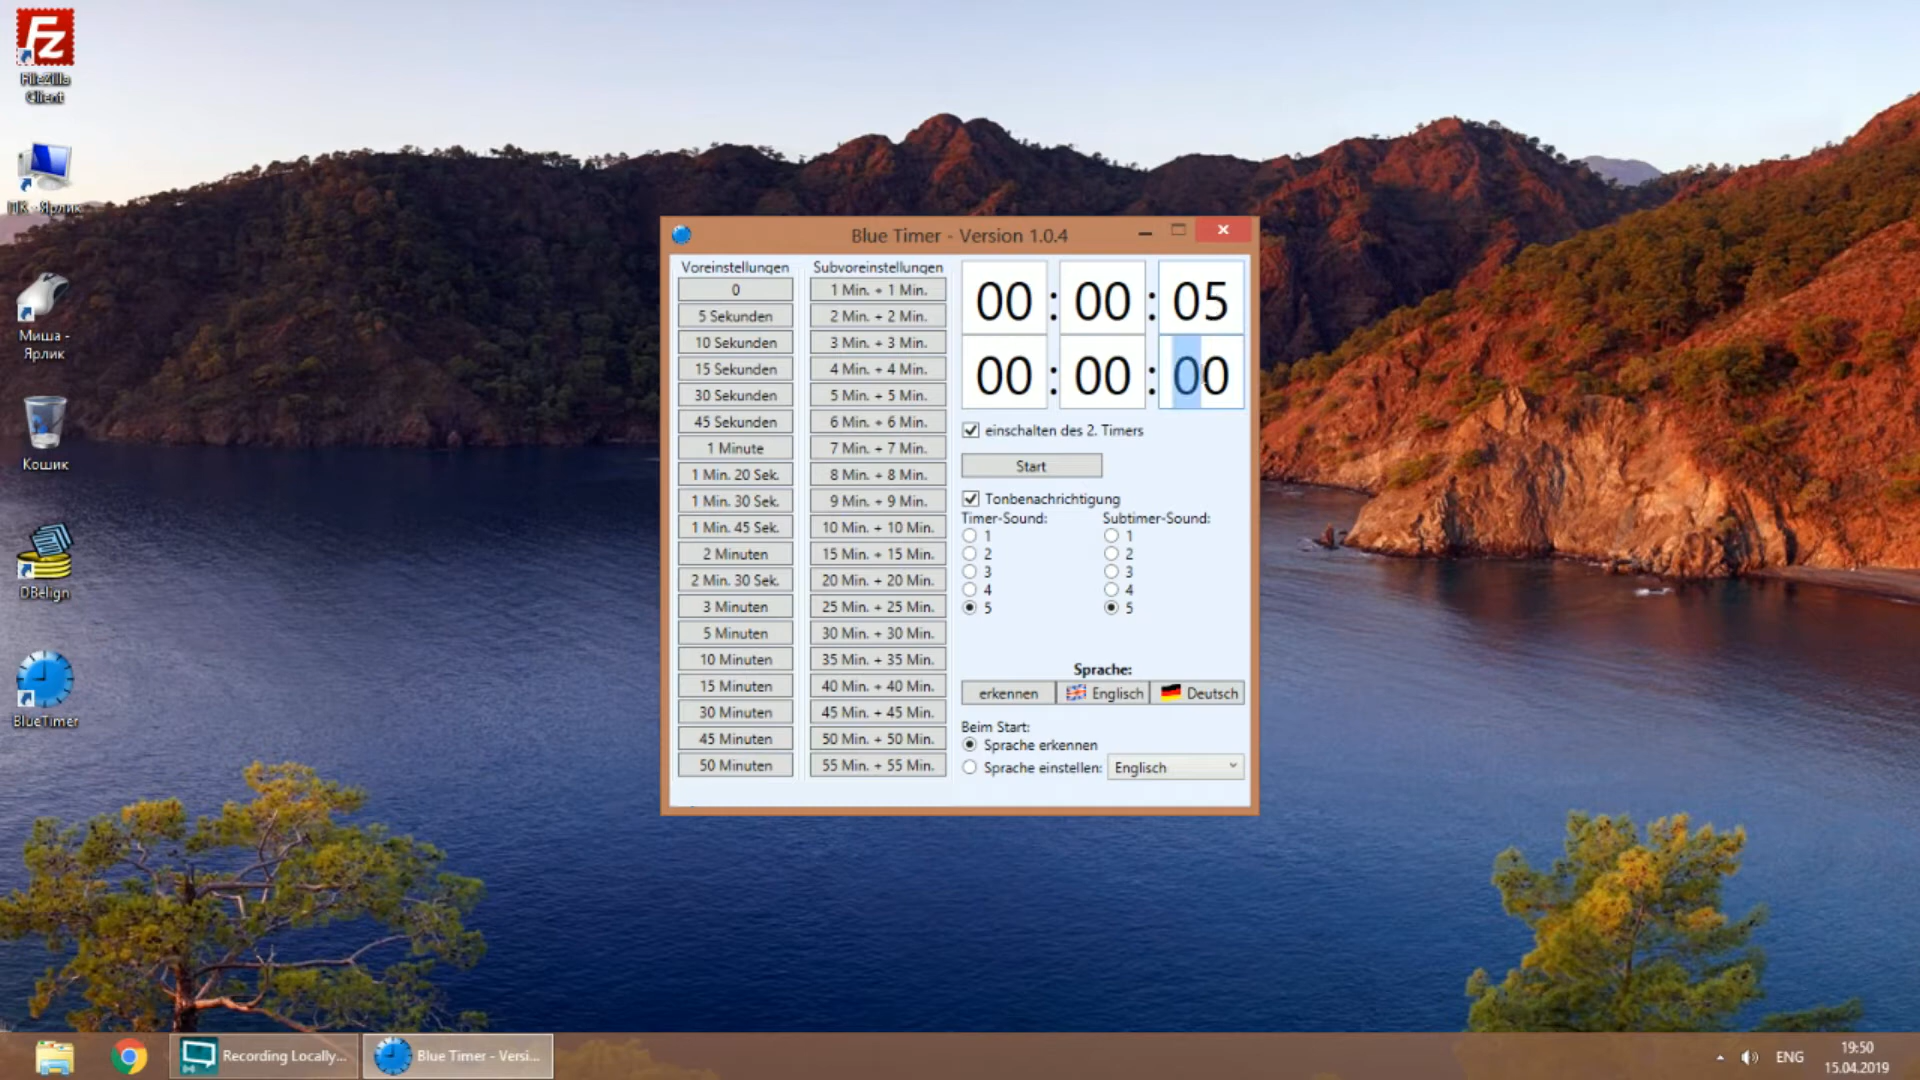 FileZilla
Client
ПК - Ярлик
Миша -
Ярлик
Кошик
DBelign
BlueTimer
Blue Timer - Version 1.0.4
Voreinstellungen
0
5 Sekunden
10 Sekunden
15 Sekunden
30 Sekunden
45 Sekunden
1 Minute
1 Min. 20 Sek.
1 Min. 30 Sek.
1 Min. 45 Sek.
2 Minuten
2 Min. 30 Sek.
3 Minuten
5 Minuten
10 Minuten
15 Minuten
30 Minuten
45 Minuten
50 Minuten
Subvoreinstellungen
1 Min. + 1 Min.
2 Min. + 2 Min.
3 Min. + 3 Min.
4 Min. + 4 Min.
5 Min. + 5 Min.
6 Min. + 6 Min.
7 Min. + 7 Min.
8 Min. + 8 Min.
9 Min. + 9 Min.
10 Min. + 10 Min.
15 Min. + 15 Min.
20 Min. + 20 Min.
25 Min. + 25 Min.
30 Min. + 30 Min.
35 Min. + 35 Min.
40 Min. + 40 Min.
45 Min. + 45 Min.
50 Min. + 50 Min.
55 Min. + 55 Min.
00 : 00 : 05
00 : 00 : 00
einschalten des 2. Timers
Start
Tonbenachrichtigung
Timer-Sound: Subtimer-Sound:
1 1
2 2
3 3
4 4
5 5
Sprache:
erkennen Englisch Deutsch
Beim Start:
Sprache erkennen
Sprache einstellen: Englisch
Recording Locally...
Blue Timer - Versi...
ENG
19:50
15.04.2019